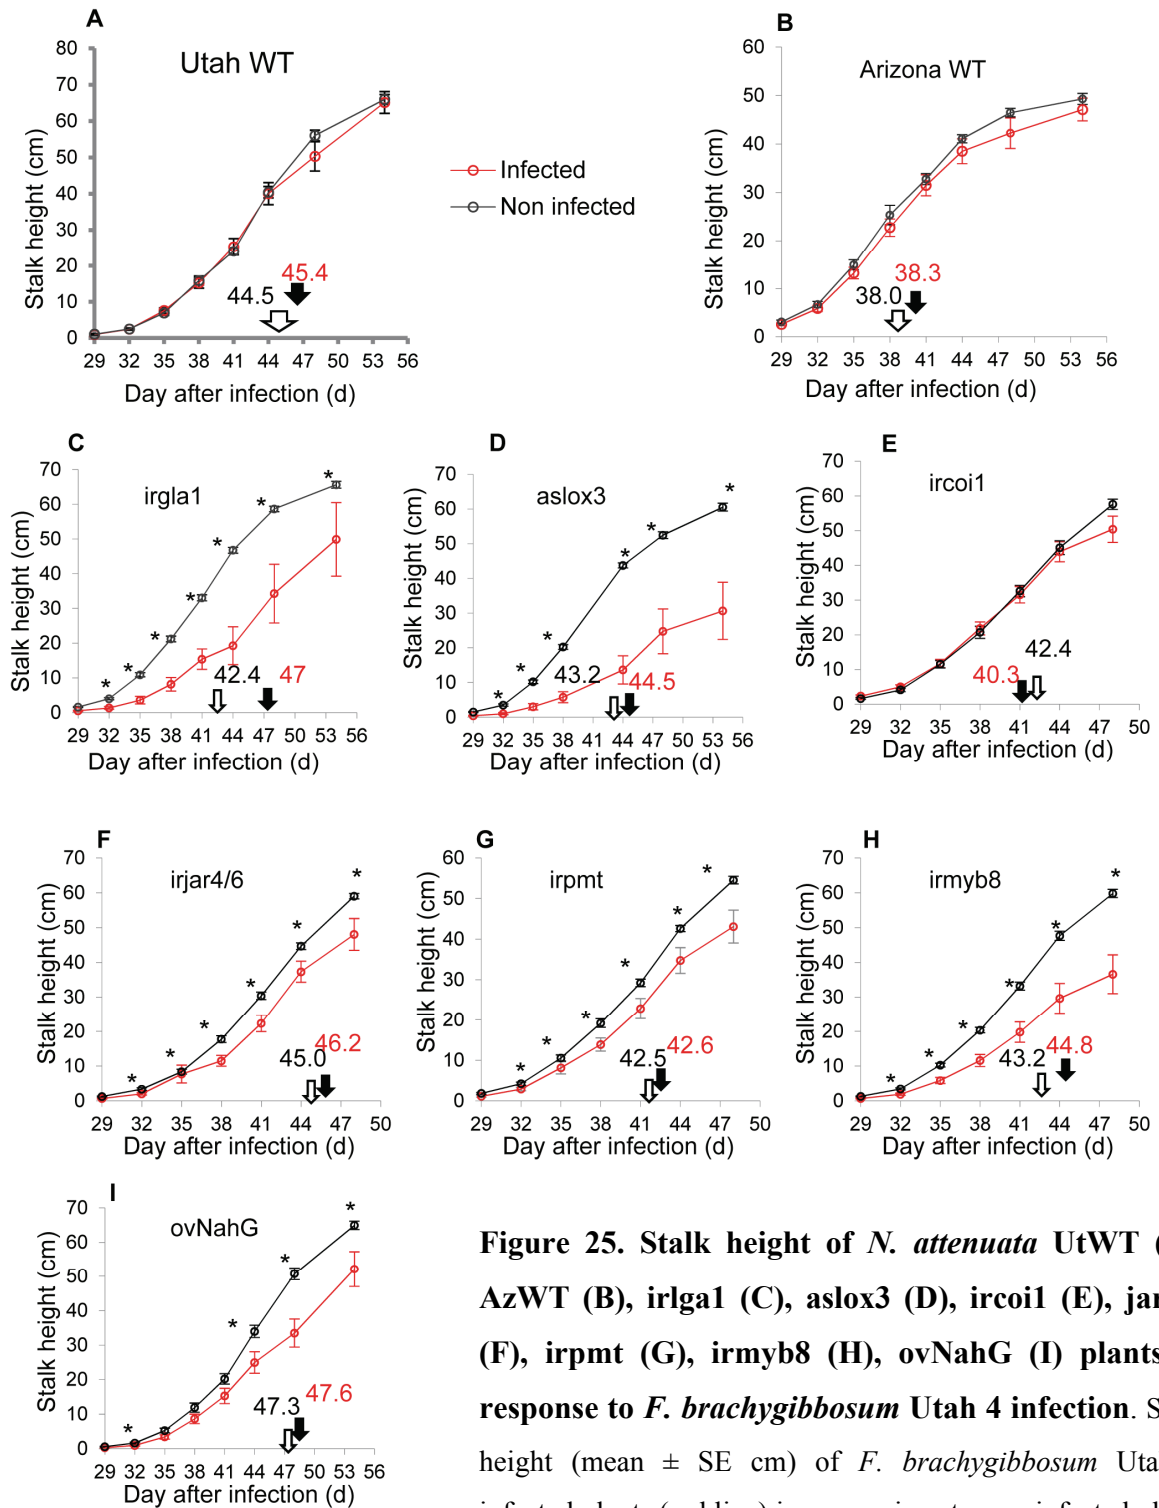 A
Utah WT
80
70
60
50
40
30
20
10
0
Stalk height (cm)
45.4
44.5
29 32 35 38 41 44 47 50 53 56
Day after infection (d)
Infected
Non infected
B
Arizona WT
60
50
40
30
20
10
0
Stalk height (cm)
38.3
38.0
29 32 35 38 41 44 47 50 53 56
Day after infection (d)
C
irgla1
70
60
50
40
30
20
10
0
Stalk height (cm)
* * * * * * * *
42.4 47
29 32 35 38 41 44 47 50 53 56
Day after infection (d)
D
aslox3
70
60
50
40
30
20
10
0
Stalk height (cm)
* * * * * *
43.2 44.5
29 32 35 38 41 44 47 50 53 56
Day after infection (d)
E
ircoi1
70
60
50
40
30
20
10
0
Stalk height (cm)
42.4
40.3
29 32 35 38 41 44 47 50
Day after infection (d)
F
irjar4/6
70
60
50
40
30
20
10
0
Stalk height (cm)
* * * * * *
45.0 46.2
29 32 35 38 41 44 47 50
Day after infection (d)
G
irpmt
60
50
40
30
20
10
0
Stalk height (cm)
* * * * * *
42.5 42.6
29 32 35 38 41 44 47 50
Day after infection (d)
H
irmyb8
70
60
50
40
30
20
10
0
Stalk height (cm)
* * * * * *
43.2 44.8
29 32 35 38 41 44 47 50
Day after infection (d)
I
ovNahG
70
60
50
40
30
20
10
0
Stalk height (cm)
* * * *
47.3 47.6
29 32 35 38 41 44 47 50 53 56
Day after infection (d)
Figure 25. Stalk height of N. attenuata UtWT (
AzWT (B), irlga1 (C), aslox3 (D), ircoi1 (E), jar
(F), irpmt (G), irmyb8 (H), ovNahG (I) plants
response to F. brachygibbosum Utah 4 infection. S
height (mean ± SE cm) of F. brachygibbosum Uta